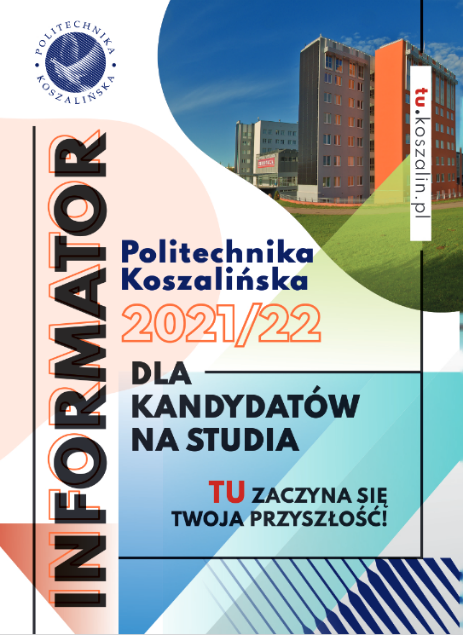 POLITECHNIKA
KOSZALIŃSKA
tu.koszalin.pl
INFORMATOR
Politechnika
Koszalińska
2021/22
DLA
KANDYDATÓW
NA STUDIA
TU ZACZYNA SIĘ
TWOJA PRZYSZŁOŚĆ!